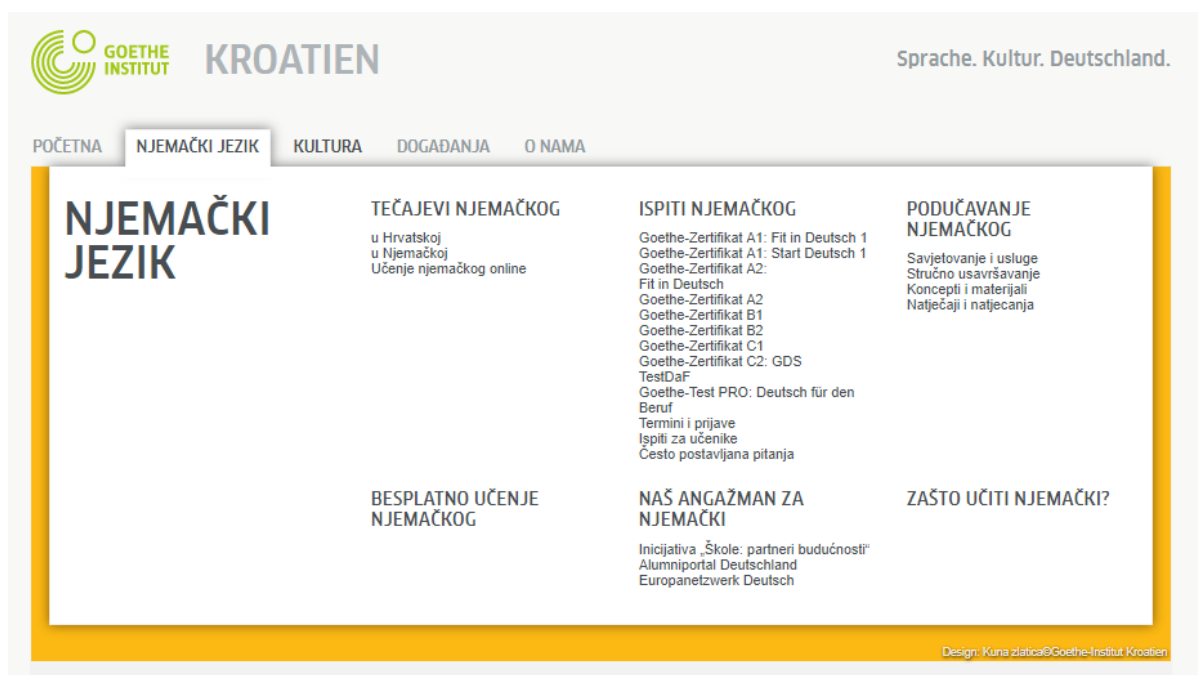 GOETHE
INSTITUT
KROATIEN
Sprache. Kultur. Deutschland.
POČETNA
NJEMAČKI JEZIK
KULTURA
DOGAĐANJA
O NAMA
NJEMAČKI
JEZIK
TEČAJEVI NJEMAČKOG
u Hrvatskoj
u Njemačkoj
Učenje njemačkog online
ISPITI NJEMAČKOG
Goethe-Zertifikat A1: Fit in Deutsch 1
Goethe-Zertifikat A1: Start Deutsch 1
Goethe-Zertifikat A2:
Fit in Deutsch
Goethe-Zertifikat A2
Goethe-Zertifikat B1
Goethe-Zertifikat B2
Goethe-Zertifikat C1
Goethe-Zertifikat C2: GDS
TestDaF
Goethe-Test PRO: Deutsch für den
Beruf
Termini i prijave
Ispiti za učenike
Često postavljana pitanja
PODUČAVANJE
NJEMAČKOG
Savjetovanje i usluge
Stručno usavršavanje
Koncepti i materijali
Natječaji i natjecanja
BESPLATNO UČENJE
NJEMAČKOG
NAŠ ANGAŽMAN ZA
NJEMAČKI
Inicijativa „Škole: partneri budućnosti“
Alumniportal Deutschland
Europanetzwerk Deutsch
ZAŠTO UČITI NJEMAČKI?
Design: Kuna zlatica©Goethe-Institut Kroatien